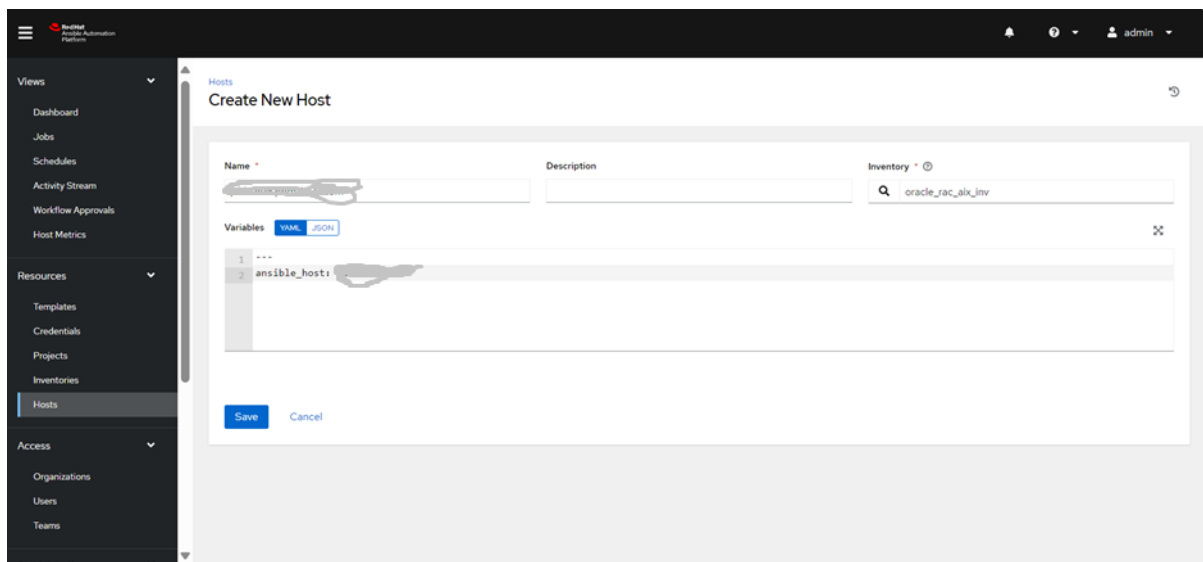 RedHat
Ansible Automation
Platform
admin
Views
Dashboard
Jobs
Schedules
Activity Stream
Workflow Approvals
Host Metrics
Resources
Templates
Credentials
Projects
Inventories
Hosts
Access
Organizations
Users
Teams
Hosts
Create New Host
Name *
Description
Inventory *
oracle_rac_aix_inv
Variables YAML JSON
1 ---
2 ansible_host:
Save Cancel